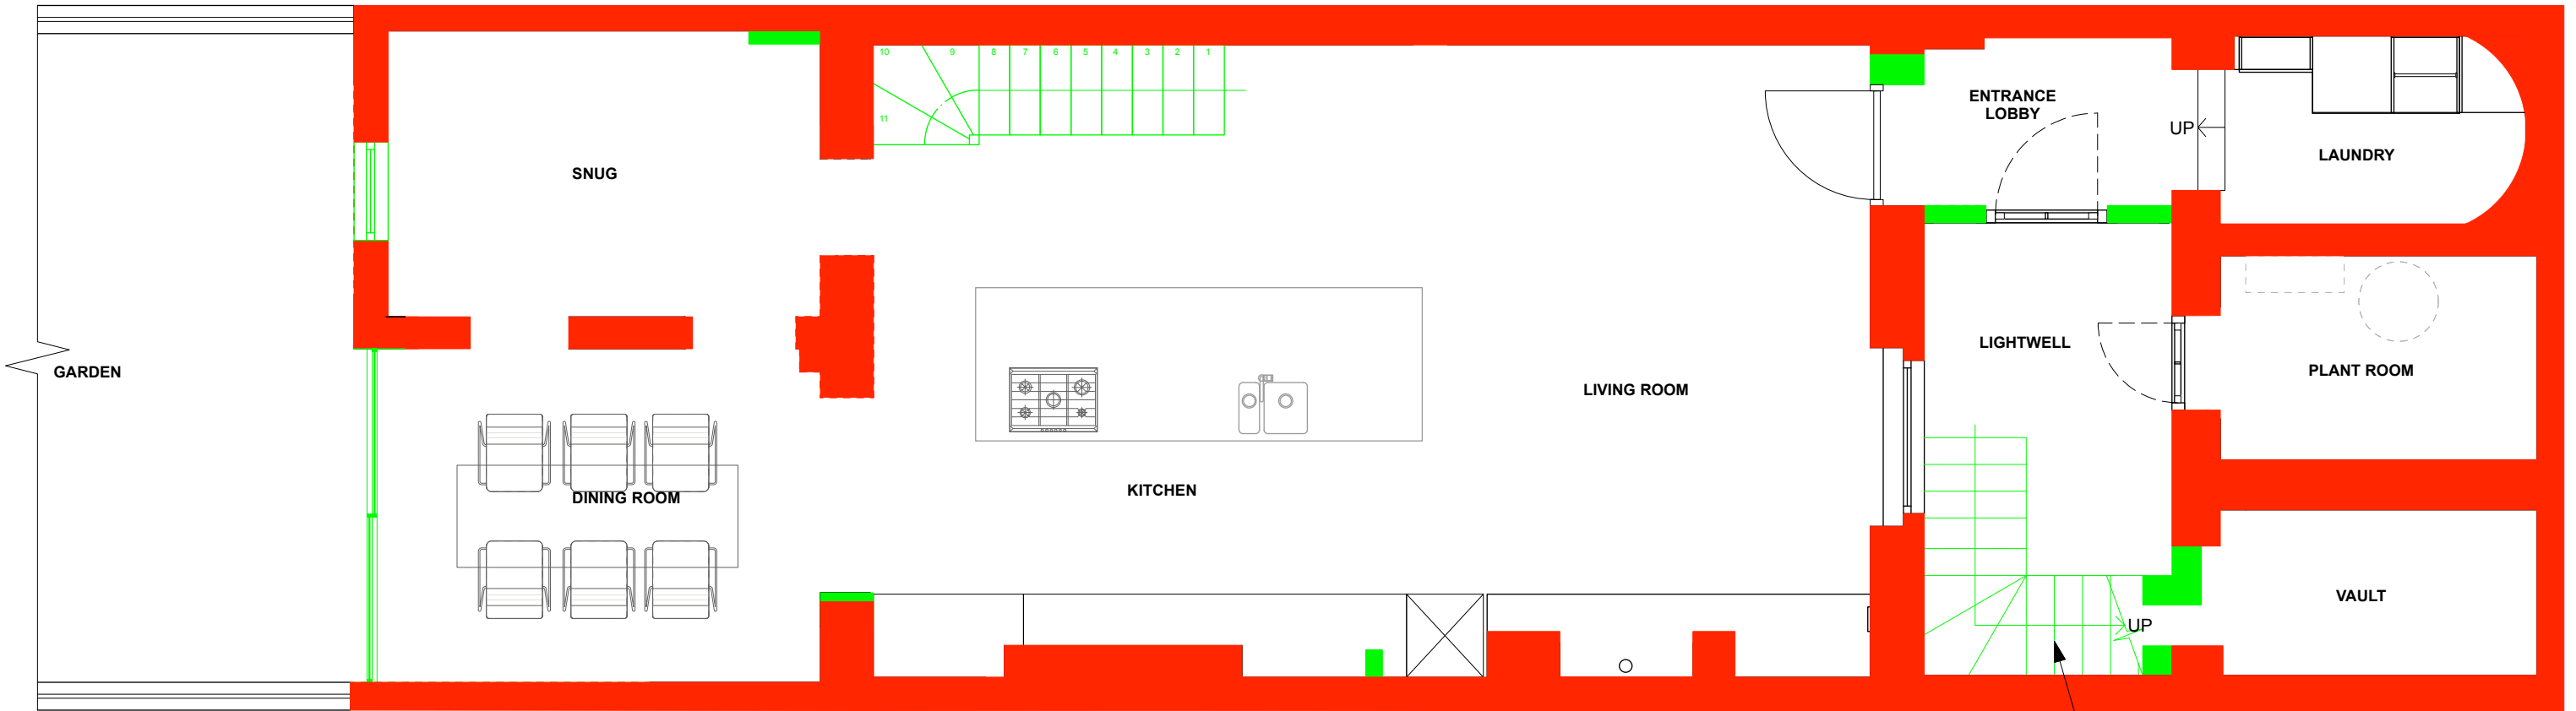 10
9
8
7
6
5
4
3
2
1
11
ENTRANCE
LOBBY
UP
LAUNDRY
SNUG
LIGHTWELL
PLANT ROOM
GARDEN
LIVING ROOM
KITCHEN
DINING ROOM
VAULT
UP